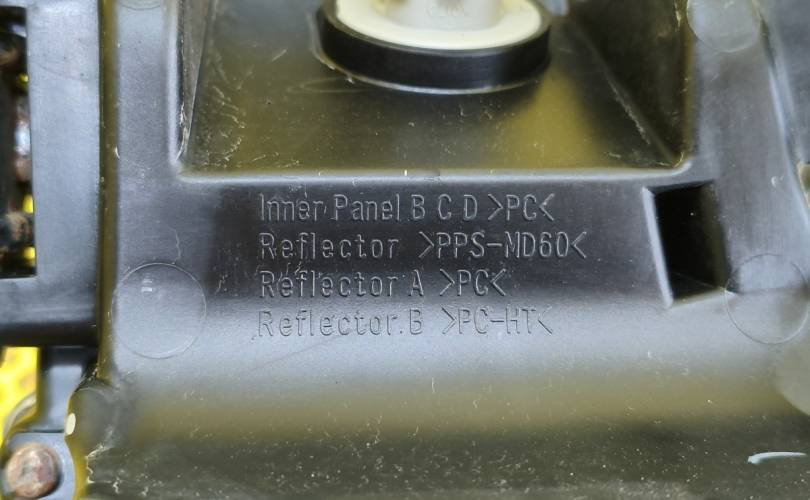 Inner Panel B C D >PC<
Reflector >PPS-MD60<
Reflector A >PC<
Reflector B >PC-HT<